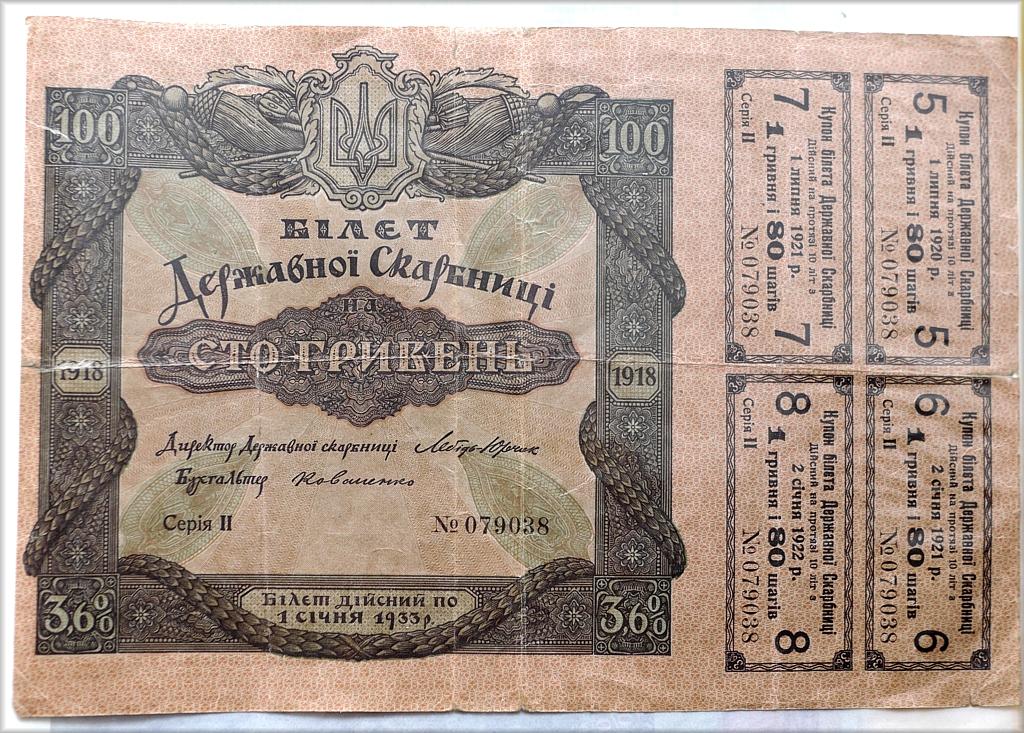 100
100
БІЛЕТ
Державної Скарбниці
НА
СТО ГРИВЕНЬ
1918
1918
Директор Державної скарбниці
Бухгальтер
Серія II
№ 079038
3,6%
3,6%
БІЛЕТ ДІЙСНИЙ ПО
1 СІЧНЯ 1933 р.
Купон білета Державної Скарбниці
дійсний на протязі 10 літ з
5 1 липня 1920 р. 5
1 гривня і 80 шагів
Серія II № 079038
Купон білета Державної Скарбниці
дійсний на протязі 10 літ з
6 2 січня 1921 р. 6
1 гривня і 80 шагів
Серія II № 079038
Купон білета Державної Скарбниці
дійсний на протязі 10 літ з
7 1 липня 1921 р. 7
1 гривня і 80 шагів
Серія II № 079038
Купон білета Державної Скарбниці
дійсний на протязі 10 літ з
8 2 січня 1922 р. 8
1 гривня і 80 шагів
Серія II № 079038